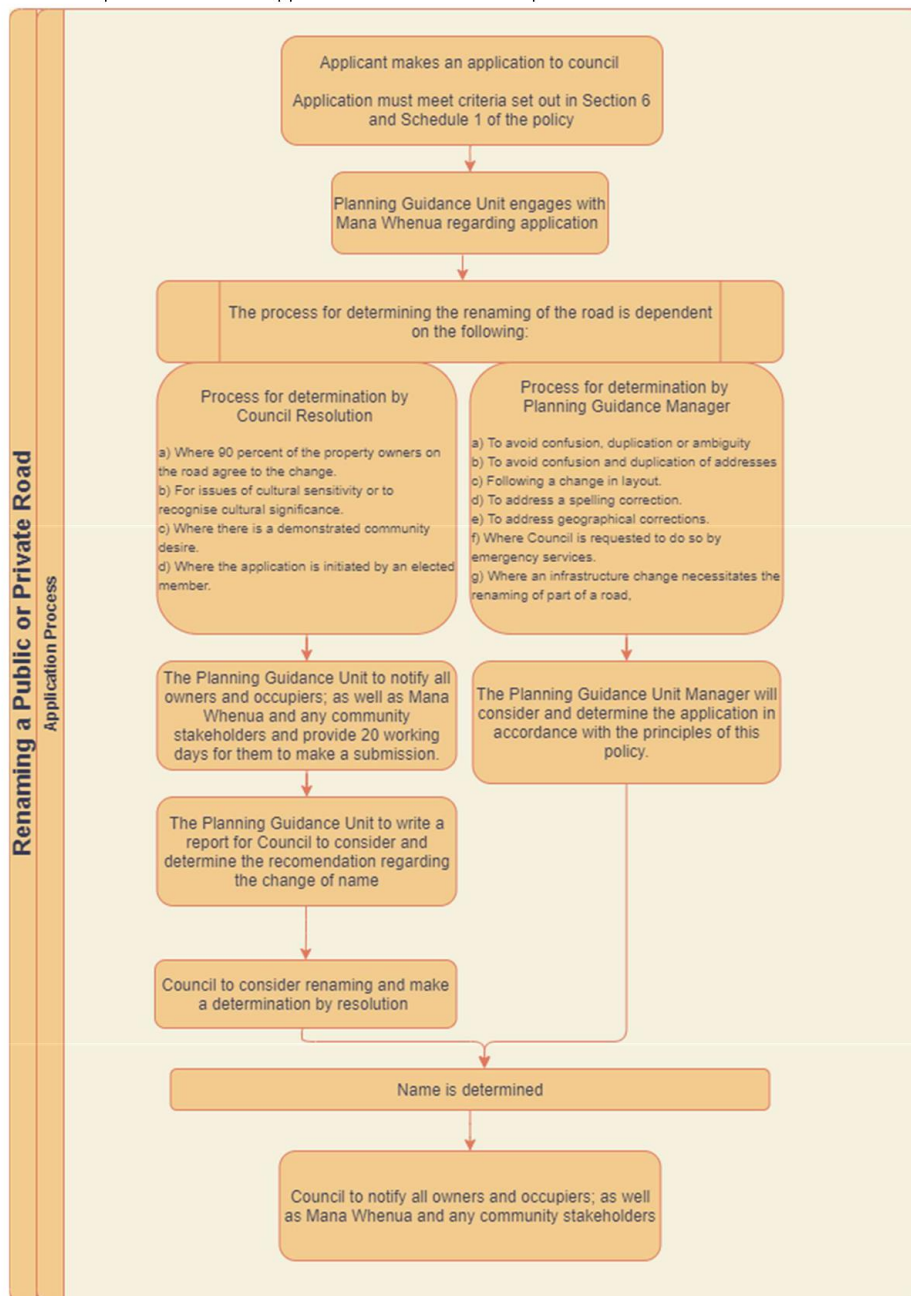 Renaming a Public or Private Road
Application Process
Applicant makes an application to council
Application must meet criteria set out in Section 6
and Schedule 1 of the policy
Planning Guidance Unit engages with
Mana Whenua regarding application
The process for determining the renaming of the road is dependent
on the following:
Process for determination by
Council Resolution
a) Where 90 percent of the property owners on
the road agree to the change.
b) For issues of cultural sensitivity or to
recognise cultural significance.
c) Where there is a demonstrated community
desire.
d) Where the application is initiated by an elected
member.
Process for determination by
Planning Guidance Manager
a) To avoid confusion, duplication or ambiguity
b) To avoid confusion and duplication of addresses
c) Following a change in layout.
d) To address a spelling correction.
e) To address geographical corrections.
f) Where Council is requested to do so by
emergency services.
g) Where an infrastructure change necessitates the
renaming of part of a road,
The Planning Guidance Unit to notify all
owners and occupiers; as well as Mana
Whenua and any community
stakeholders and provide 20 working
days for them to make a submission.
The Planning Guidance Unit Manager will
consider and determine the application in
accordance with the principles of this
policy.
The Planning Guidance Unit to write a
report for Council to consider and
determine the recomendation regarding
the change of name
Council to consider renaming and make
a determination by resolution
Name is determined
Council to notify all owners and occupiers; as well
as Mana Whenua and any community stakeholders